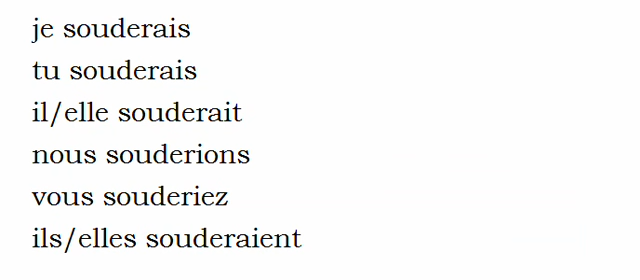 je souderais
tu souderais
il/elle souderait
nous souderions
vous souderiez
ils/elles souderaient